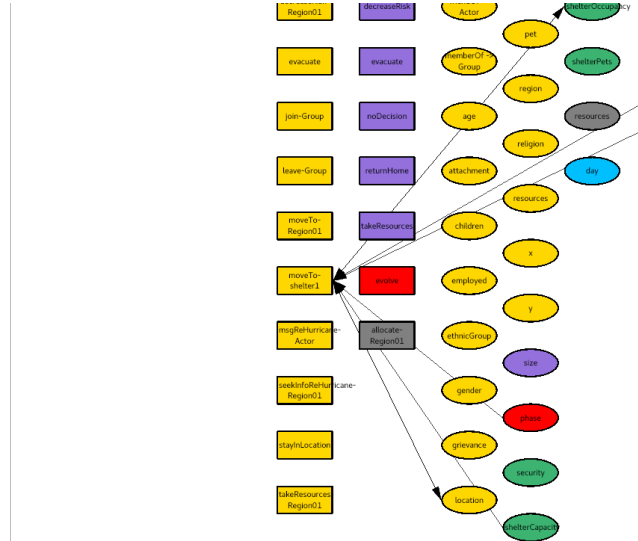 Region01
evacuate
join-Group
leave-Group
moveTo-
Region01
moveTo-
shelter1
msgReHurricane-
Actor
seekInfoReHurricane-
Region01
stayInLocation
takeResources
Region01
decreaseRisk
evacuate
noDecision
returnHome
takeResources
evolve
allocate-
Region01
Actor
memberOf ->
Group
age
attachment
children
employed
ethnicGroup
gender
grievance
location
pet
region
religion
resources
x
y
size
phase
security
shelterCapacity
shelterOccupancy
shelterPets
resources
day